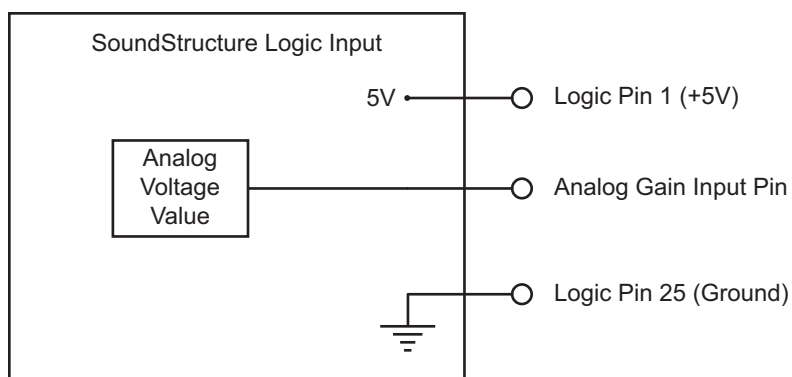 SoundStructure Logic Input
5V
Logic Pin 1 (+5V)
Analog
Voltage
Value
Analog Gain Input Pin
Logic Pin 25 (Ground)